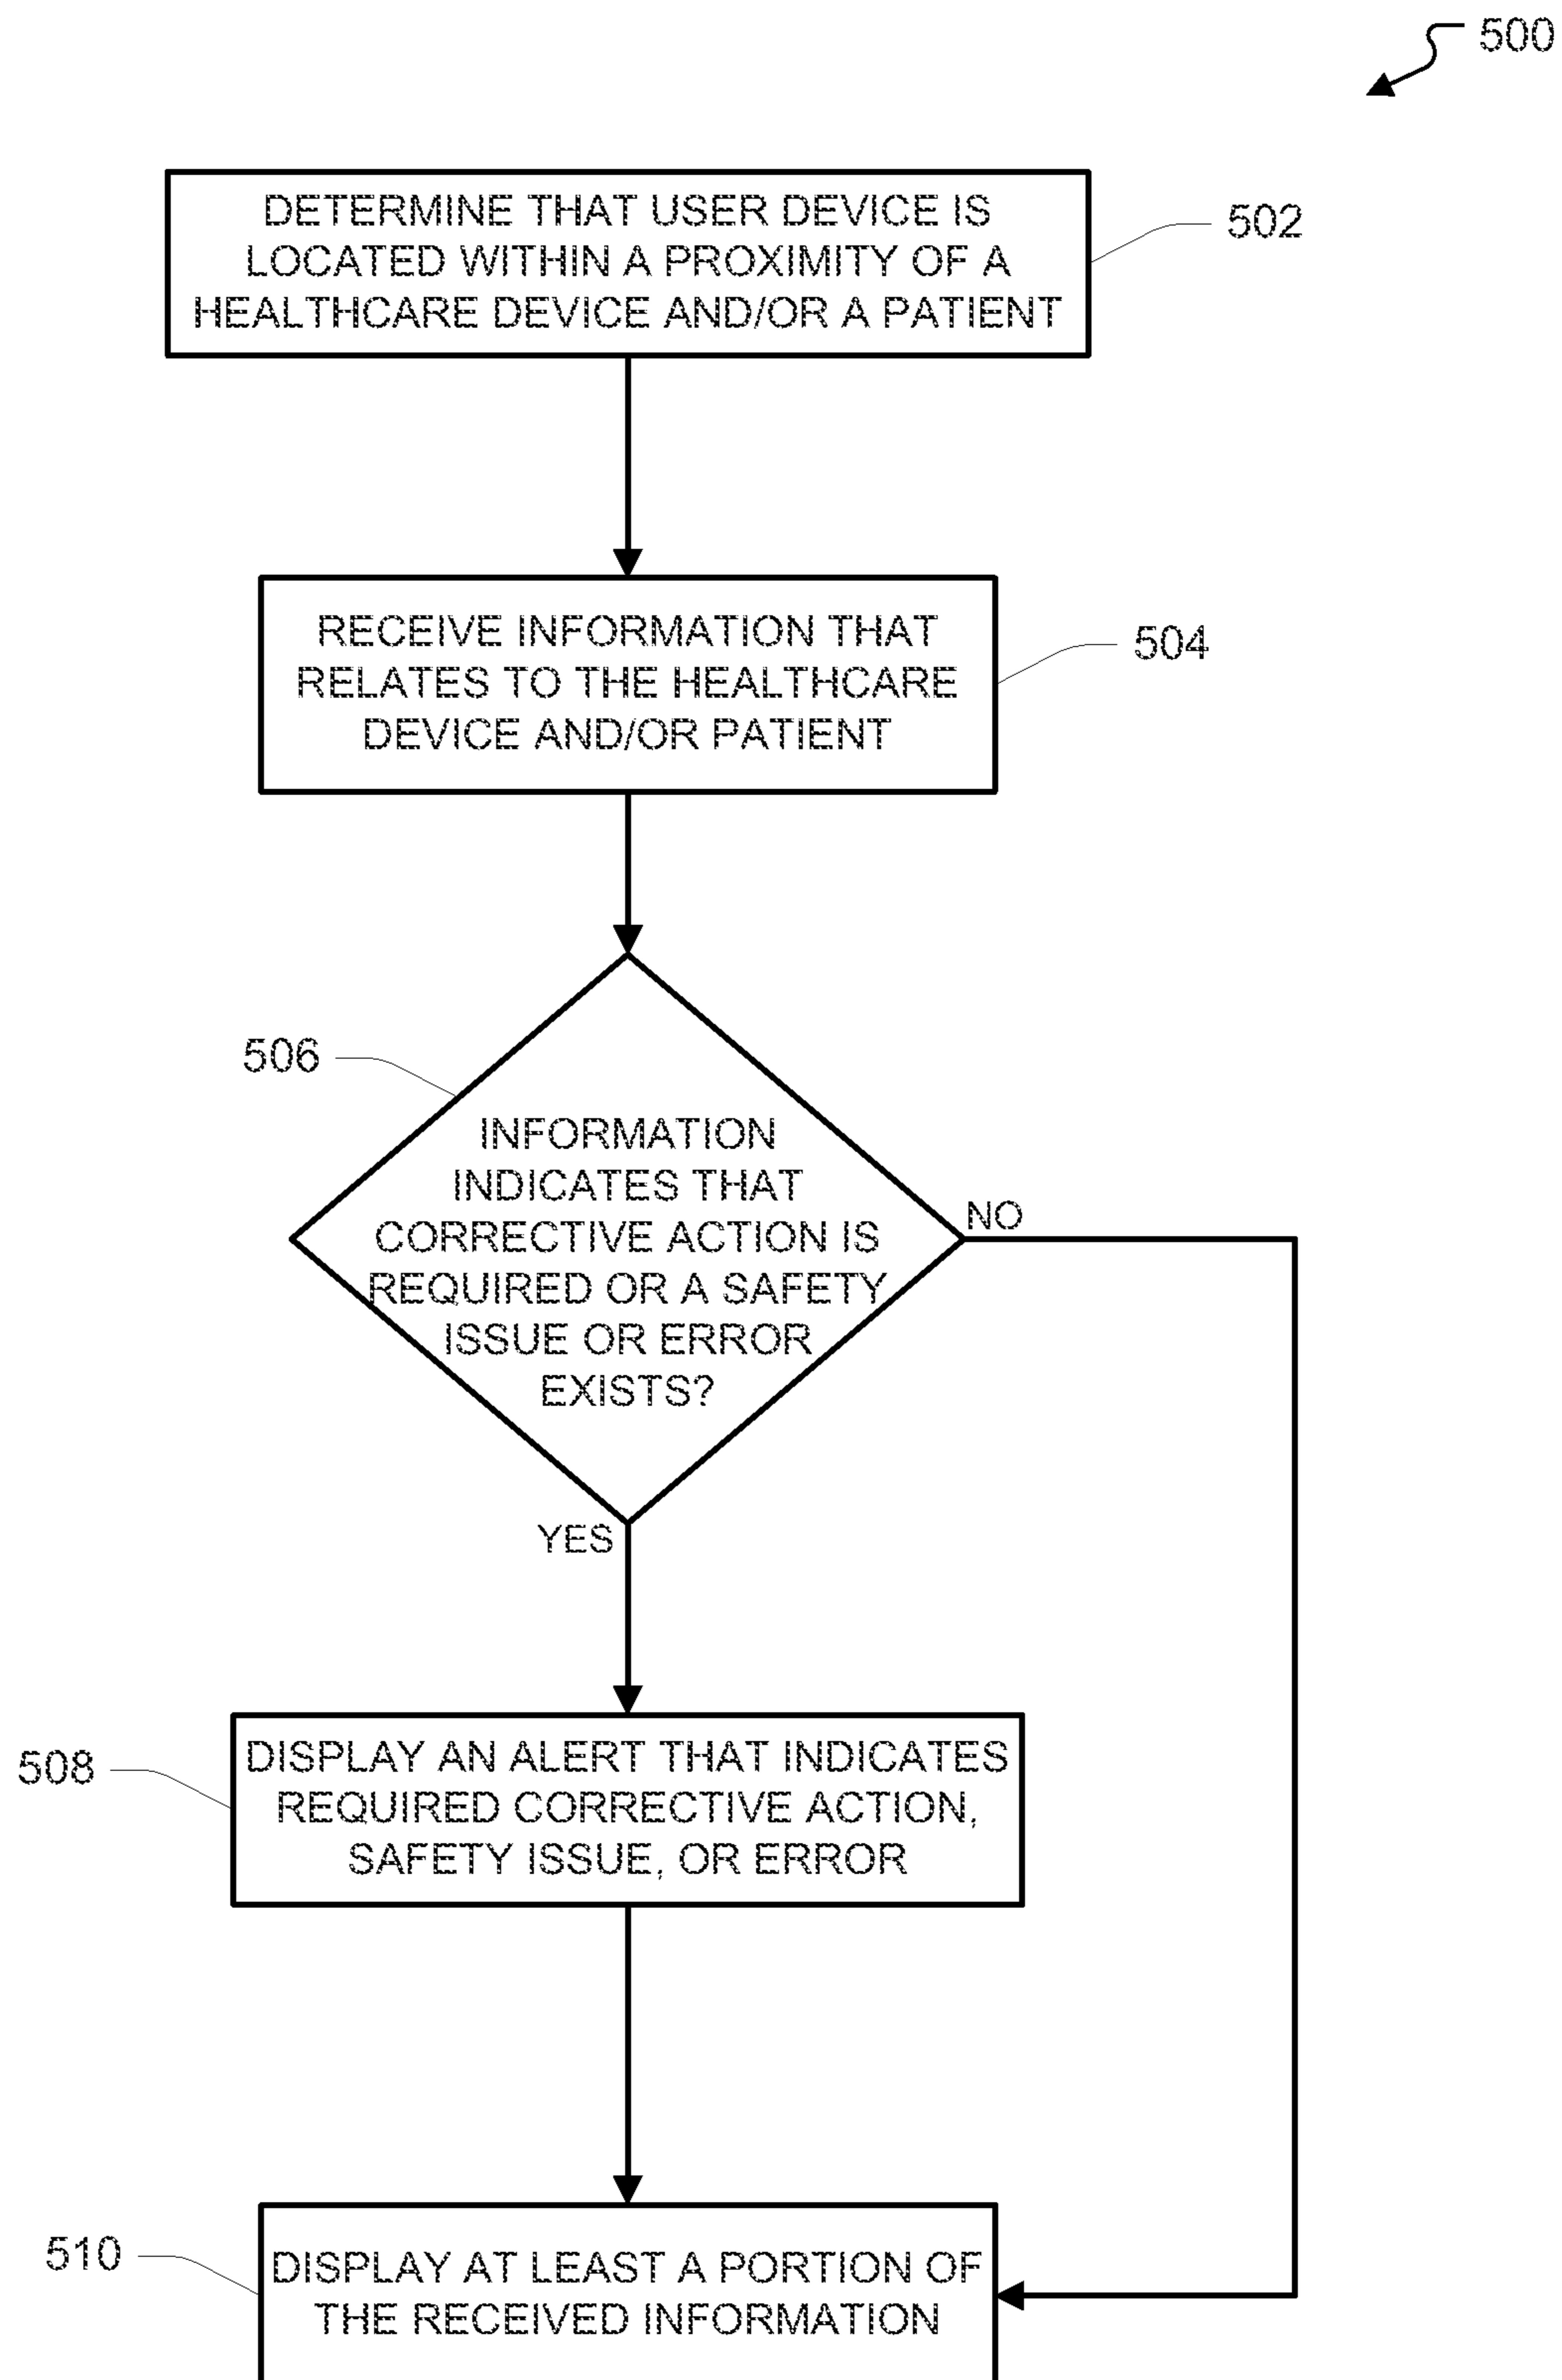 500
DETERMINE THAT USER DEVICE IS
LOCATED WITHIN A PROXIMITY OF A
HEALTHCARE DEVICE AND/OR A PATIENT
502
RECEIVE INFORMATION THAT
RELATES TO THE HEALTHCARE
DEVICE AND/OR PATIENT
504
506
INFORMATION
INDICATES THAT
CORRECTIVE ACTION IS
REQUIRED OR A SAFETY
ISSUE OR ERROR
EXISTS?
NO
YES
508
DISPLAY AN ALERT THAT INDICATES
REQUIRED CORRECTIVE ACTION,
SAFETY ISSUE, OR ERROR
510
DISPLAY AT LEAST A PORTION OF
THE RECEIVED INFORMATION